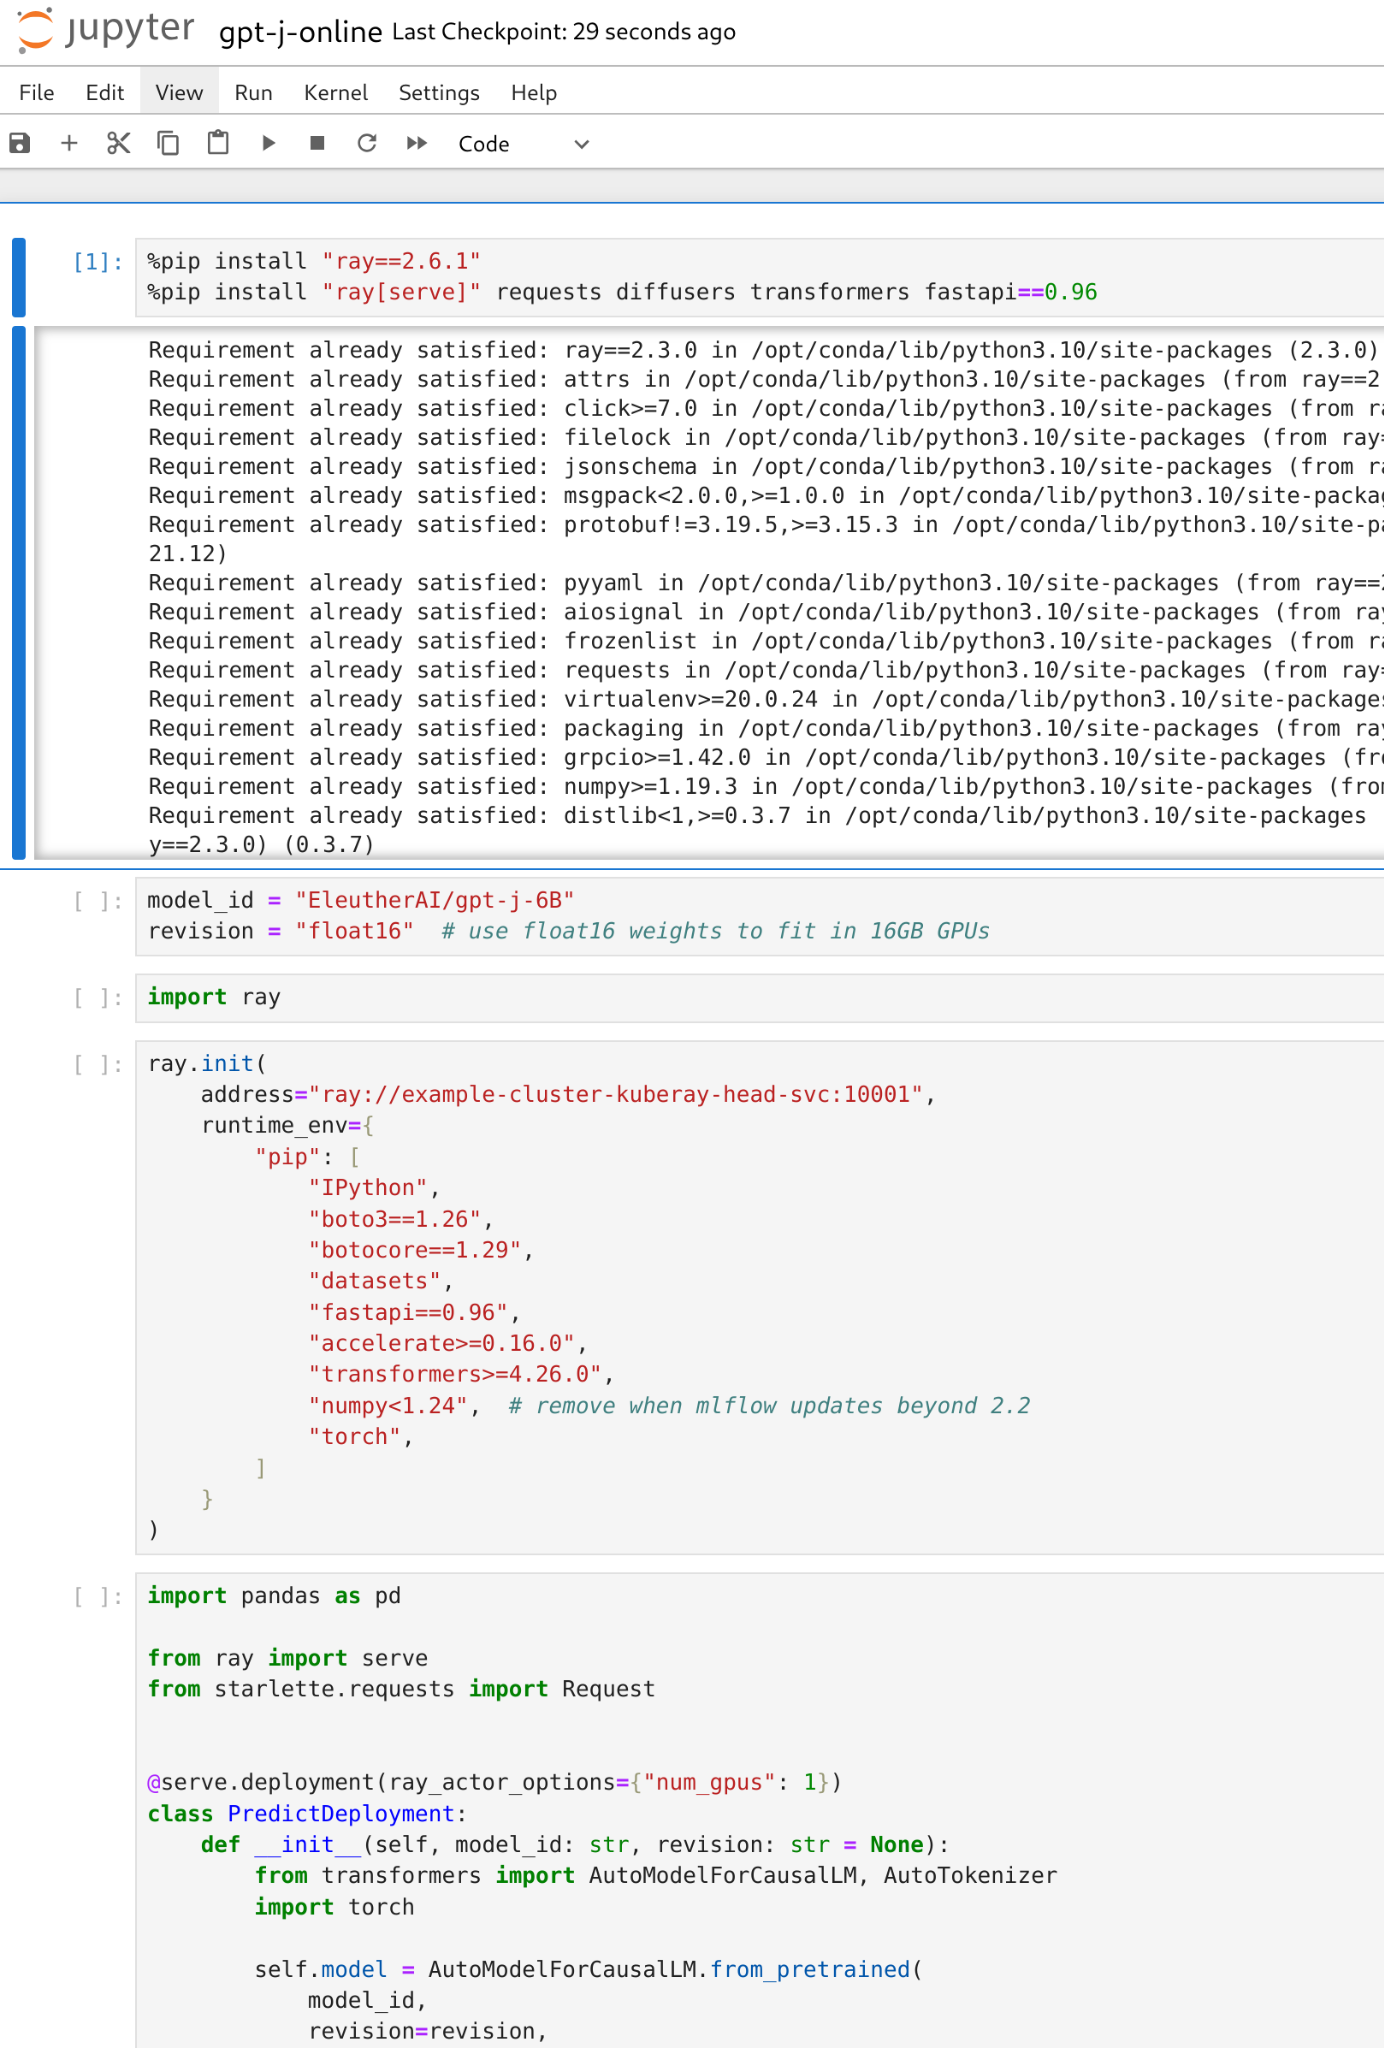 jupyter gpt-j-online Last Checkpoint: 29 seconds ago
File Edit View Run Kernel Settings Help
Code
[1]: %pip install "ray==2.6.1"
%pip install "ray[serve]" requests diffusers transformers fastapi==0.96
Requirement already satisfied: ray==2.3.0 in /opt/conda/lib/python3.10/site-packages (2.3.0)
Requirement already satisfied: attrs in /opt/conda/lib/python3.10/site-packages (from ray==2
Requirement already satisfied: click>=7.0 in /opt/conda/lib/python3.10/site-packages (from ra
Requirement already satisfied: filelock in /opt/conda/lib/python3.10/site-packages (from ray=
Requirement already satisfied: jsonschema in /opt/conda/lib/python3.10/site-packages (from ra
Requirement already satisfied: msgpack<2.0.0,>=1.0.0 in /opt/conda/lib/python3.10/site-packag
Requirement already satisfied: protobuf!=3.19.5,>=3.15.3 in /opt/conda/lib/python3.10/site-pa
21.12)
Requirement already satisfied: pyyaml in /opt/conda/lib/python3.10/site-packages (from ray==2
Requirement already satisfied: aiosignal in /opt/conda/lib/python3.10/site-packages (from ray
Requirement already satisfied: frozenlist in /opt/conda/lib/python3.10/site-packages (from ra
Requirement already satisfied: requests in /opt/conda/lib/python3.10/site-packages (from ray=
Requirement already satisfied: virtualenv>=20.0.24 in /opt/conda/lib/python3.10/site-packages
Requirement already satisfied: packaging in /opt/conda/lib/python3.10/site-packages (from ray
Requirement already satisfied: grpcio>=1.42.0 in /opt/conda/lib/python3.10/site-packages (fro
Requirement already satisfied: numpy>=1.19.3 in /opt/conda/lib/python3.10/site-packages (from
Requirement already satisfied: distlib<1,>=0.3.7 in /opt/conda/lib/python3.10/site-packages
y==2.3.0) (0.3.7)
[ ]: model_id = "EleutherAI/gpt-j-6B"
revision = "float16"  # use float16 weights to fit in 16GB GPUs
[ ]: import ray
[ ]: ray.init(
    address="ray://example-cluster-kuberay-head-svc:10001",
    runtime_env={
        "pip": [
            "IPython",
            "boto3==1.26",
            "botocore==1.29",
            "datasets",
            "fastapi==0.96",
            "accelerate>=0.16.0",
            "transformers>=4.26.0",
            "numpy<1.24",  # remove when mlflow updates beyond 2.2
            "torch",
        ]
    }
)
[ ]: import pandas as pd
from ray import serve
from starlette.requests import Request
@serve.deployment(ray_actor_options={"num_gpus": 1})
class PredictDeployment:
    def __init__(self, model_id: str, revision: str = None):
        from transformers import AutoModelForCausalLM, AutoTokenizer
        import torch
        self.model = AutoModelForCausalLM.from_pretrained(
            model_id,
            revision=revision,